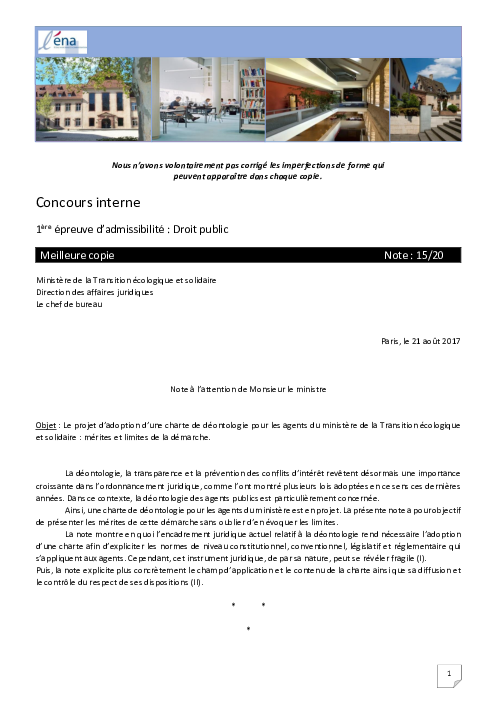 l'éna
Nous n'avons volontairement pas corrigé les imperfections de forme qui
peuvent apparaître dans chaque copie.
Concours interne
1ère épreuve d'admissibilité : Droit public
Meilleure copie Note : 15/20
Ministère de la Transition écologique et solidaire
Direction des affaires juridiques
Le chef de bureau
Paris, le 21 août 2017
Note à l'attention de Monsieur le ministre
Objet : Le projet d'adoption d'une charte de déontologie pour les agents du ministère de la Transition écologique
et solidaire : mérites et limites de la démarche.
La déontologie, la transparence et la prévention des conflits d'intérêt revêtent désormais une importance
croissante dans l'ordonnancement juridique, comme l'ont montré plusieurs lois adoptées en ce sens ces dernières
années. Dans ce contexte, la déontologie des agents publics est particulièrement concernée.
Ainsi, une charte de déontologie pour les agents du ministère est en projet. La présente note a pour objectif
de présenter les mérites de cette démarche sans oublier d'en évoquer les limites.
La note montre en quoi l'encadrement juridique actuel relatif à la déontologie rend nécessaire l'adoption
d'une charte afin d'expliciter les normes de niveau constitutionnel, conventionnel, législatif et réglementaire qui
s'appliquent aux agents. Cependant, cet instrument juridique, de par sa nature, peut se révéler fragile (I).
Puis, la note explicite plus concrètement le champ d'application et le contenu de la charte ainsi que sa diffusion et
le contrôle du respect de ses dispositions (II).
* *
*
1